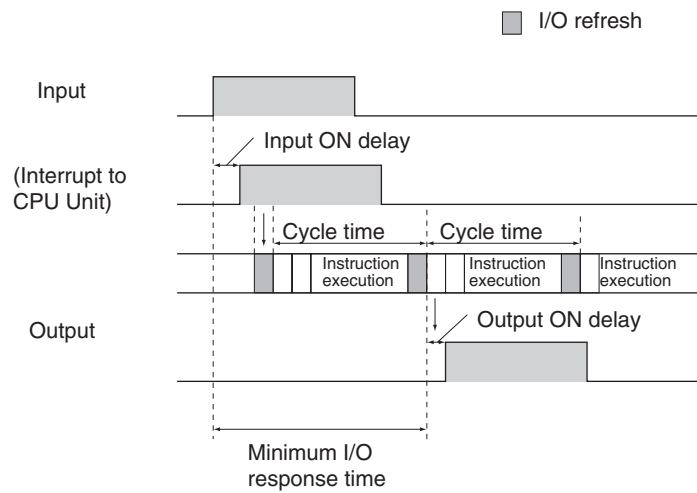 I/O refresh
Input
Input ON delay
(Interrupt to
CPU Unit)
Cycle time
Cycle time
Instruction
execution
Instruction
execution
Instruction
execution
Output
Output ON delay
Minimum I/O
response time